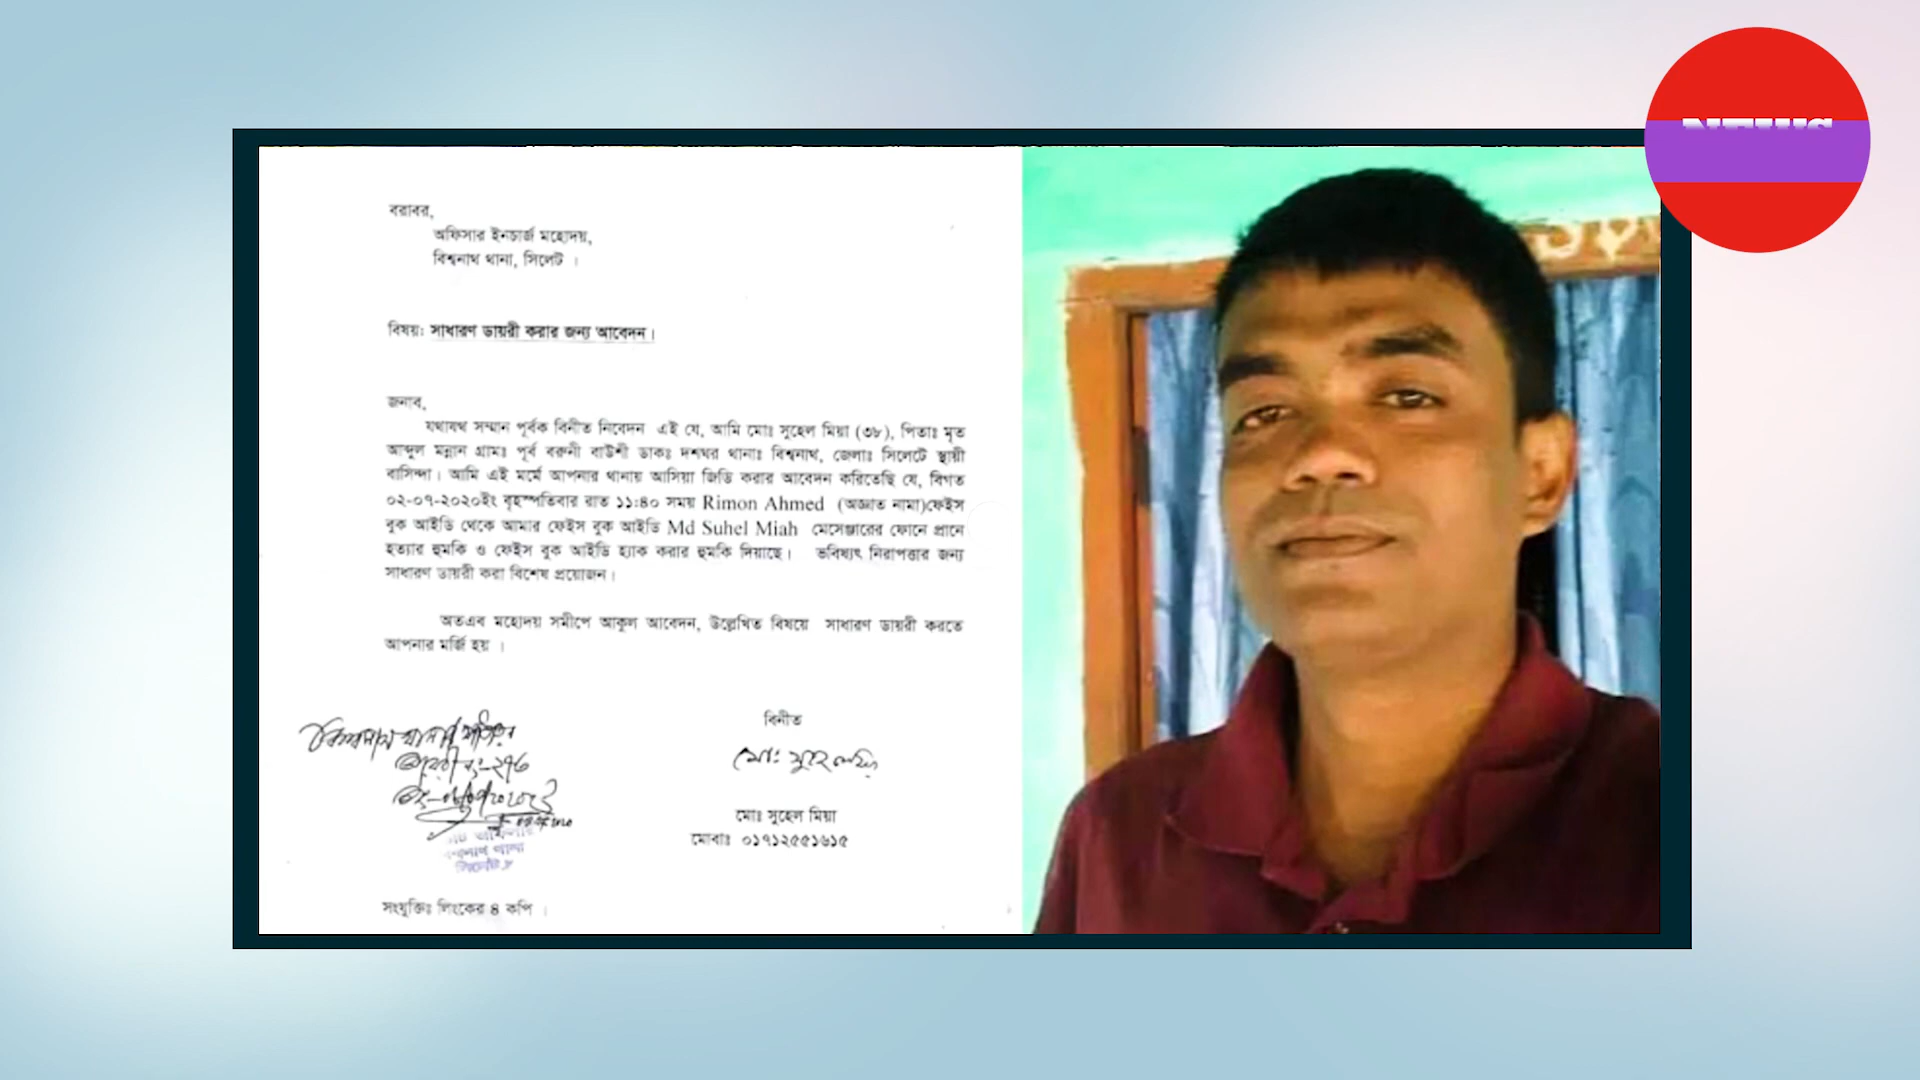 NEWS
বরাবর,
অফিসার ইনচার্জ মহোদয়,
বিশ্বনাথ থানা, সিলেট ।
বিষয়: সাধারণ ডায়রী করার জন্য আবেদন।
জনাব,
যথাযথ সম্মান পূর্বক বিনীত নিবেদন এই যে, আমি মোঃ সুহেল মিয়া (৩৮), পিতাঃ মৃত
আব্দুল মন্নান গ্রামঃ পূর্ব বরুনী বাউশী ডাকঃ দশঘর থানাঃ বিশ্বনাথ, জেলাঃ সিলেটে স্থায়ী
বাসিন্দা। আমি এই মর্মে আপনার থানায় আসিয়া জিডি করার আবেদন করিতেছি যে, বিগত
০২-০৭-২০২০ইং বৃহস্পতিবার রাত ১১:৪০ সময় Rimon Ahmed (অজ্ঞাত নামা)ফেইস
বুক আইডি থেকে আমার ফেইস বুক আইডি Md Suhel Miah মেসেঞ্জারের ফোনে প্রানে
হত্যার হুমকি ও ফেইস বুক আইডি হ্যাক করার হুমকি দিয়াছে। ভবিষ্যৎ নিরাপত্তার জন্য
সাধারণ ডায়রী করা বিশেষ প্রয়োজন।
অতএব মহোদয় সমীপে আকুল আবেদন, উল্লেখিত বিষয়ে সাধারণ ডায়রী করতে
আপনার মর্জি হয় ।
বিনীত
মোঃ সুহেল মিয়া
মোঃ সুহেল মিয়া
মোবাঃ ০১৭১২৫৫১৬১৫
সংযুক্তিঃ লিংকের ৪ কপি ।